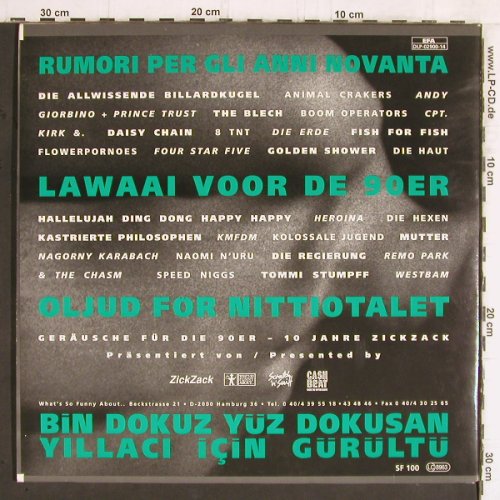 30 cm
20 cm
10 cm
EFA
DLP-02100-14
RUMORI PER GLI ANNI NOVANTA
DIE ALLWISSENDE BILLARDKUGEL ANIMAL CRAKERS ANDY
GIORBINO + PRINCE TRUST THE BLECH BOOM OPERATORS CPT.
KIRK &. DAISY CHAIN 8 TNT DIE ERDE FISH FOR FISH
FLOWERPORNOES FOUR STAR FIVE GOLDEN SHOWER DIE HAUT
LAWAAI VOOR DE 90ER
HALLELUJAH DING DONG HAPPY HAPPY HEROINA DIE HEXEN
KASTRIERTE PHILOSOPHEN KMFDM KOLOSSALE JUGEND MUTTER
NAGORNY KARABACH NAOMI N'URU DIE REGIERUNG REMO PARK
& THE CHASM SPEED NIGGS TOMMI STUMPFF WESTBAM
OLJUD FOR NITTIOTALET
GERÄUSCHE FÜR DIE 90ER – 10 JAHRE ZICKZACK
Präsentiert von / Presented by
ZickZack
Scratch 'n' Sniff
CASH BEAT
What's So Funny About.. Beckstrasse 21 • D-2000 Hamburg 36 • Tel. 0 40/4 39 55 18 • 43 48 46 • Fax 0 40/4 30 25 65
BİN DOKUZ YÜZ DOKUSAN
YILLACI İÇİN GÜRÜLTÜ
SF 100
LC 8963
www.LP-CD.de
10 cm
20 cm
30 cm